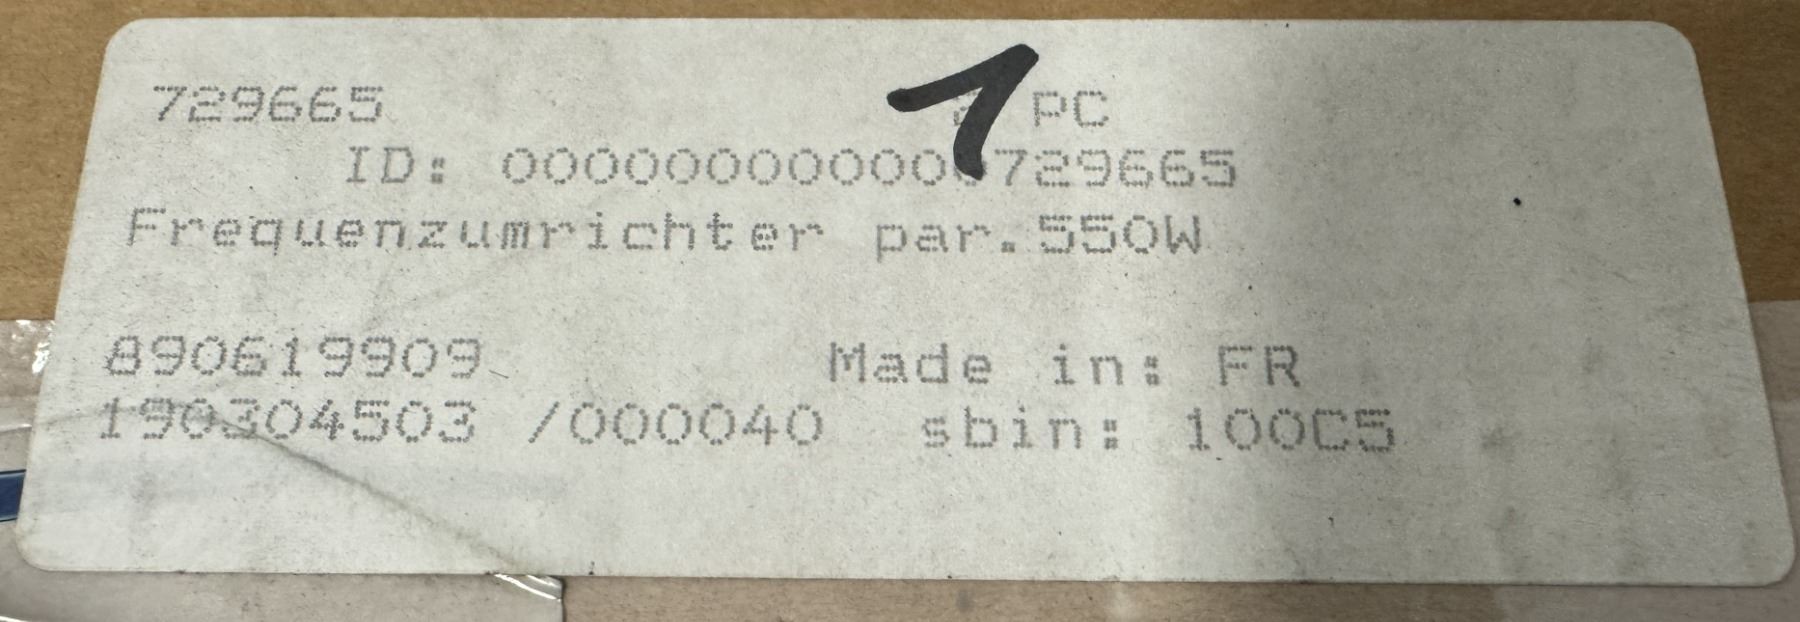 729665 1 PC
ID: 000000000000729665
Frequenzumrichter par.550W
890619909 Made in: FR
190304503 /000040 sbin: 100C5